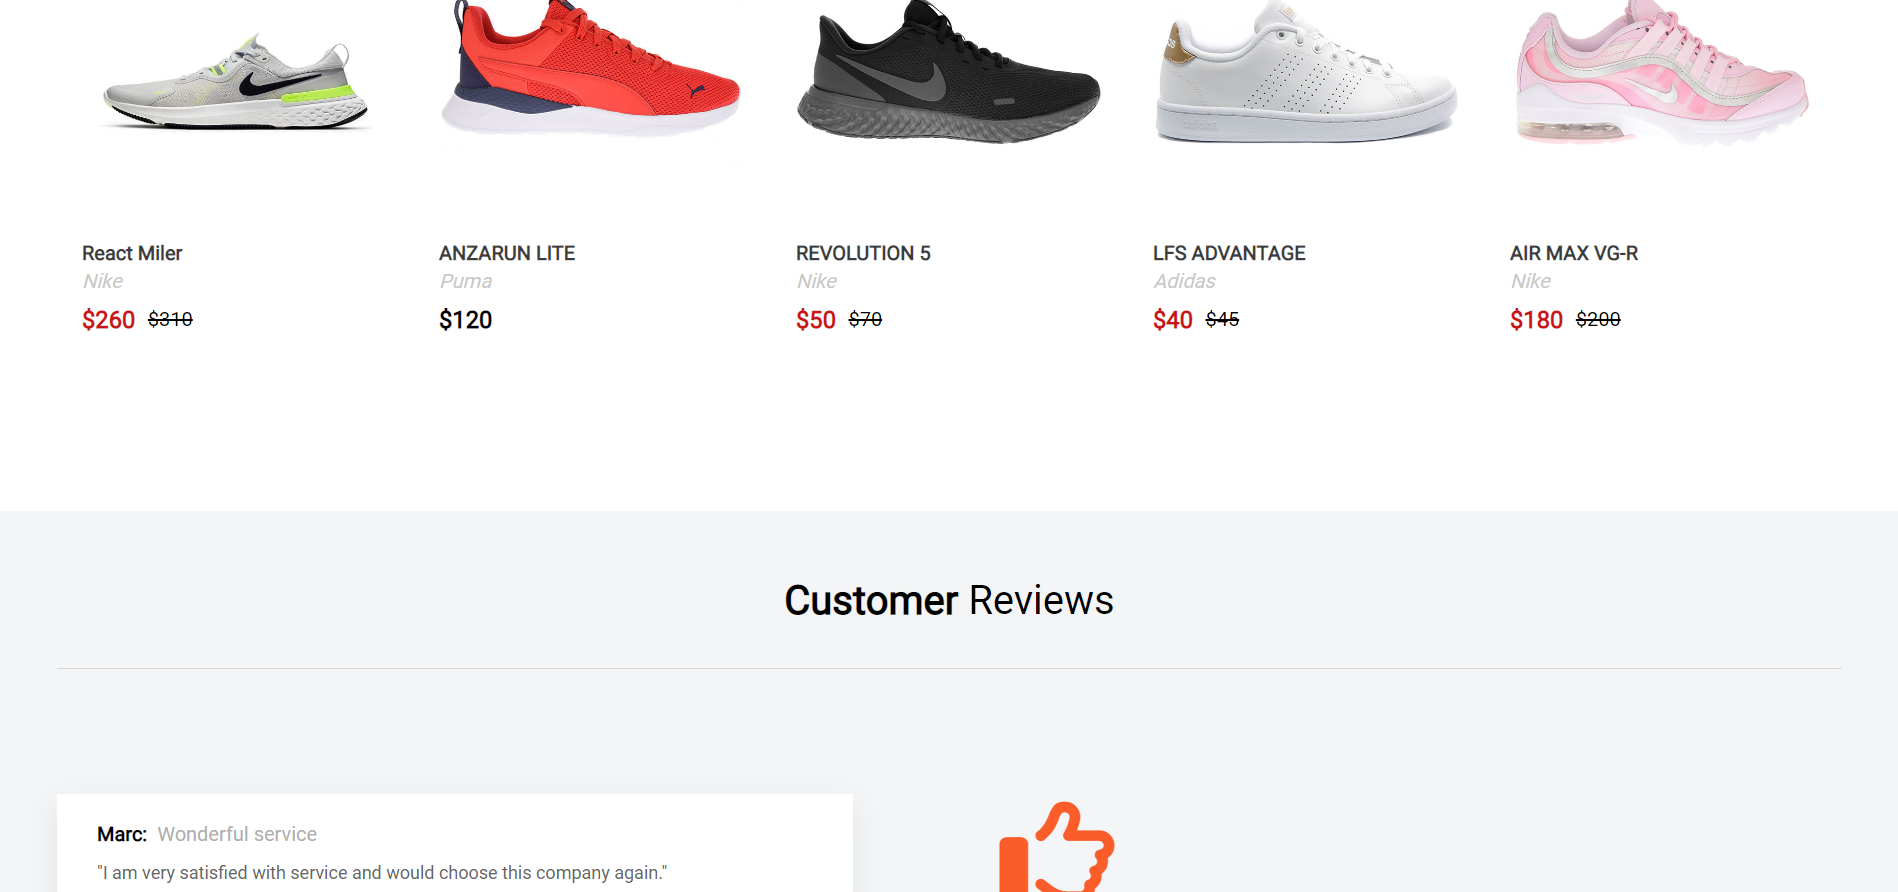 React Miler
Nike
$260 $310
ANZARUN LITE
Puma
$120
REVOLUTION 5
Nike
$50 $70
LFS ADVANTAGE
Adidas
$40 $45
AIR MAX VG-R
Nike
$180 $200
Customer Reviews
Marc: Wonderful service
"I am very satisfied with service and would choose this company again."